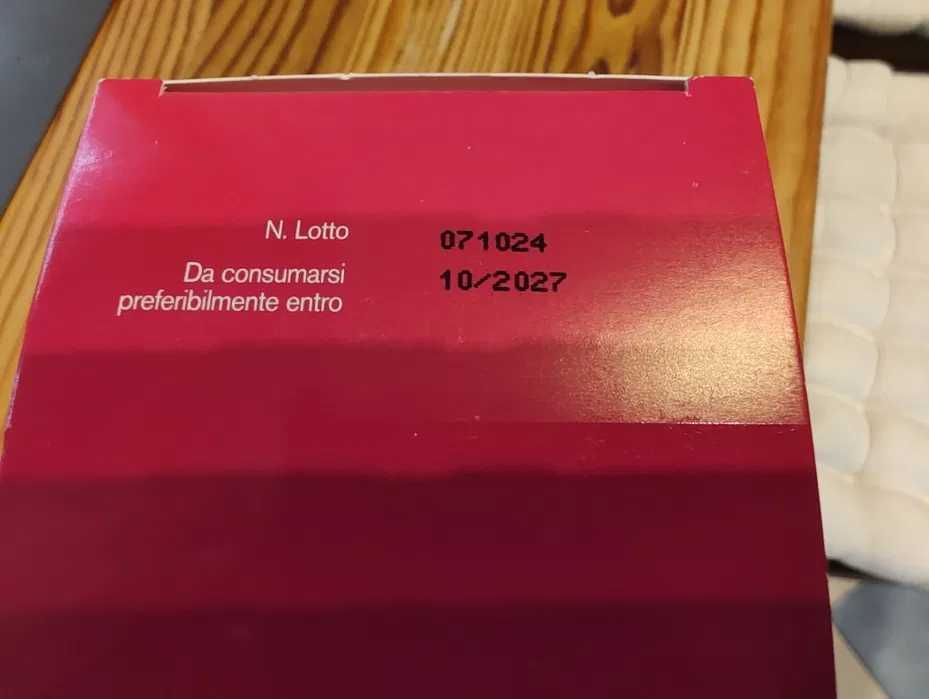 N. Lotto 071024
Da consumarsi 10/2027
preferibilmente entro